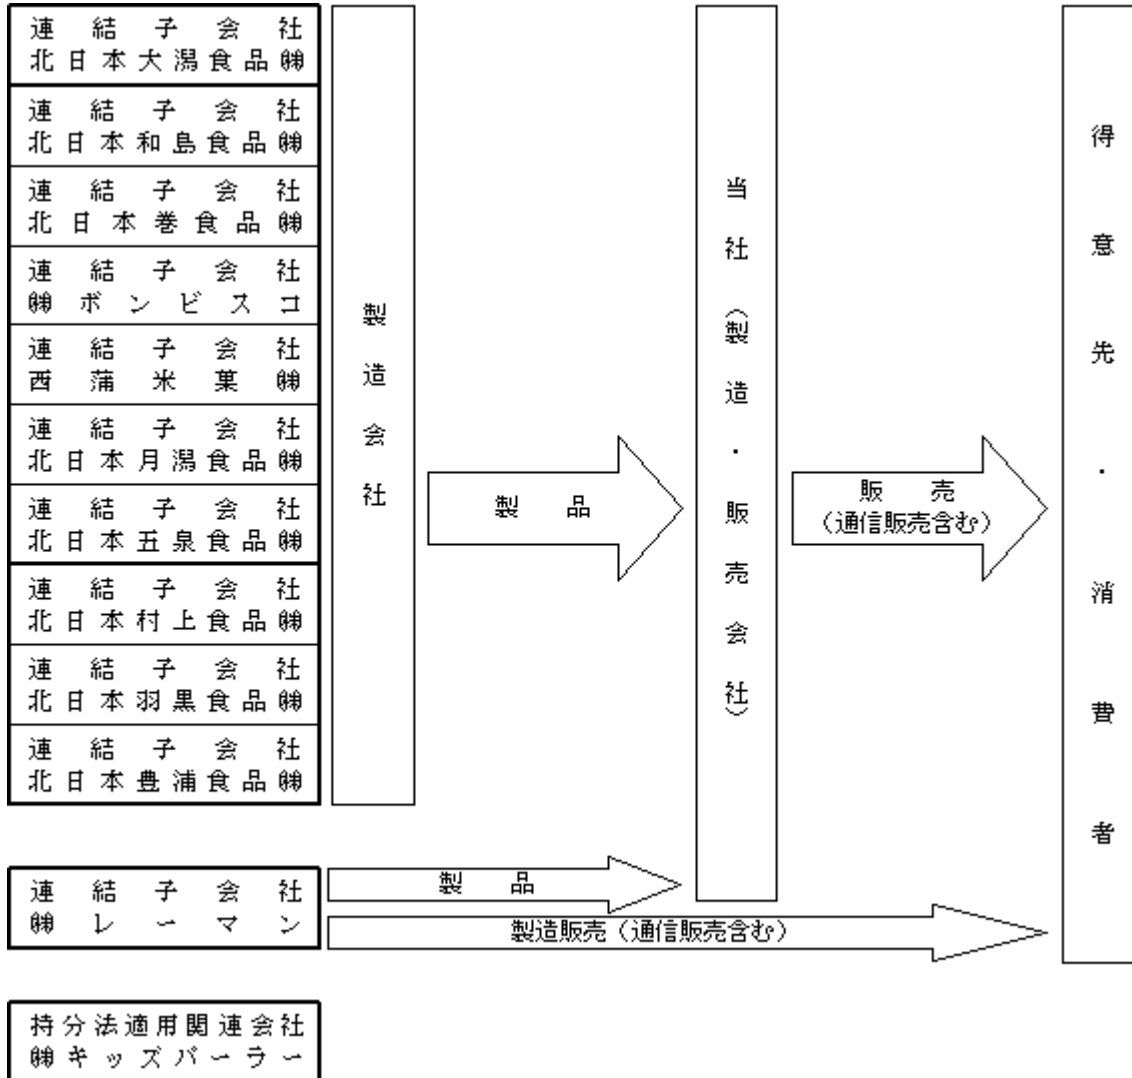 連結子会社
北日本大潟食品㈱
連結子会社
北日本和島食品㈱
連結子会社
北日本巻食品㈱
連結子会社
㈱ボンビスコ
連結子会社
西蒲米菓㈱
連結子会社
北日本月潟食品㈱
連結子会社
北日本五泉食品㈱
連結子会社
北日本村上食品㈱
連結子会社
北日本羽黒食品㈱
連結子会社
北日本豊浦食品㈱
製造会社
製品
当社(製造・販売会社)
販売
(通信販売含む)
得意先・消費者
連結子会社
㈱レーマン
製品
製造販売(通信販売含む)
持分法適用関連会社
㈱キッズパーラー